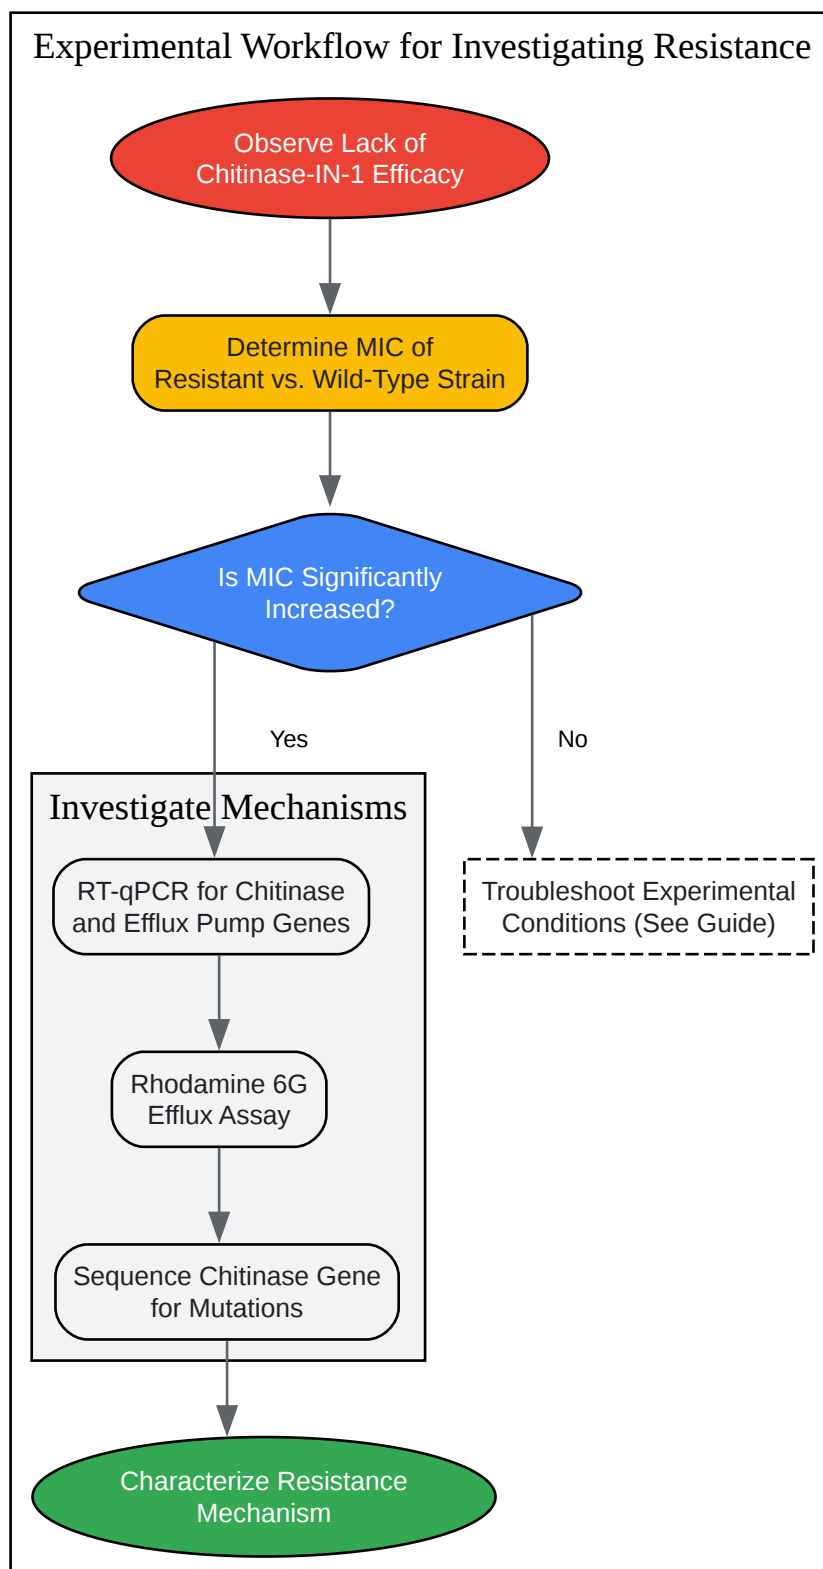 Experimental Workflow for Investigating Resistance
Observe Lack of
Chitinase-IN-1 Efficacy
Determine MIC of
Resistant vs. Wild-Type Strain
Is MIC Significantly
Increased?
Yes
No
Investigate Mechanisms
RT-qPCR for Chitinase
and Efflux Pump Genes
Troubleshoot Experimental
Conditions (See Guide)
Rhodamine 6G
Efflux Assay
Sequence Chitinase Gene
for Mutations
Characterize Resistance
Mechanism